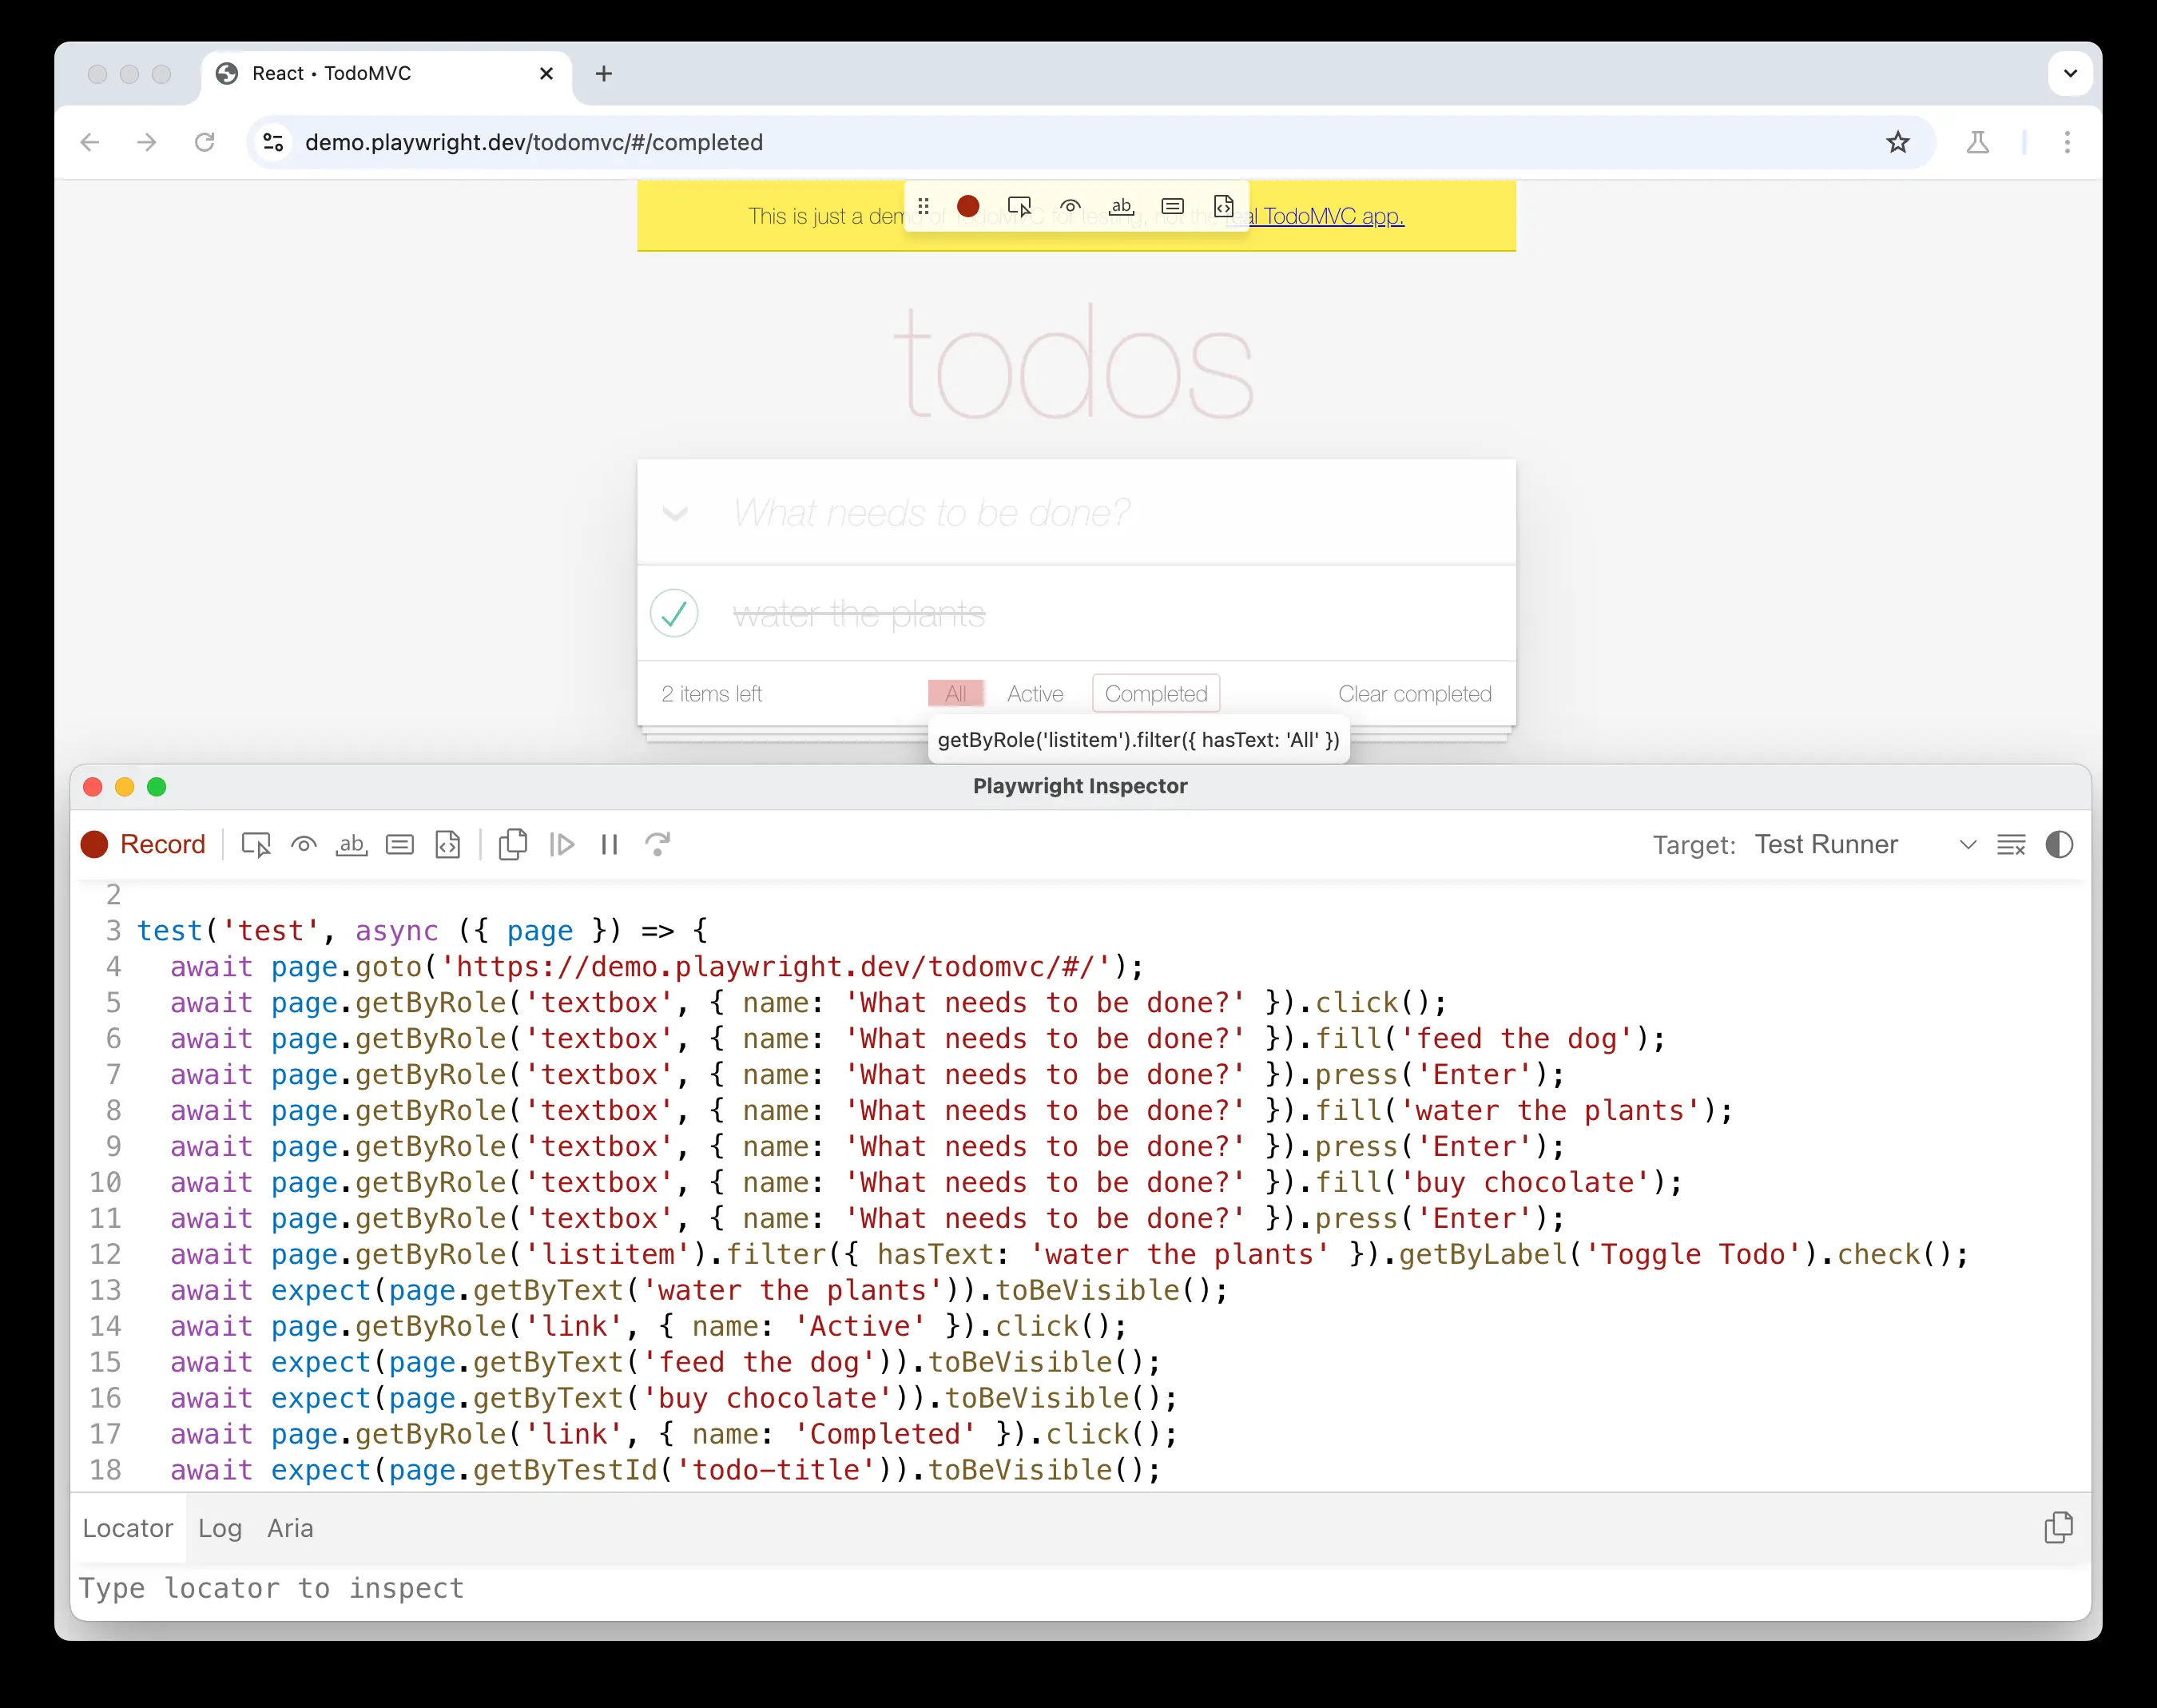 React • TodoMVC
demo.playwright.dev/todomvc/#/completed
This is just a demo of TodoMVC for testing, not the real TodoMVC app.
todos
What needs to be done?
water the plants
2 items left All Active Completed Clear completed
getByRole('listitem').filter({ hasText: 'All' })
Playwright Inspector
Record ab Target: Test Runner
2
3 test('test', async ({ page }) => {
4 await page.goto('https://demo.playwright.dev/todomvc/#/');
5 await page.getByRole('textbox', { name: 'What needs to be done?' }).click();
6 await page.getByRole('textbox', { name: 'What needs to be done?' }).fill('feed the dog');
7 await page.getByRole('textbox', { name: 'What needs to be done?' }).press('Enter');
8 await page.getByRole('textbox', { name: 'What needs to be done?' }).fill('water the plants');
9 await page.getByRole('textbox', { name: 'What needs to be done?' }).press('Enter');
10 await page.getByRole('textbox', { name: 'What needs to be done?' }).fill('buy chocolate');
11 await page.getByRole('textbox', { name: 'What needs to be done?' }).press('Enter');
12 await page.getByRole('listitem').filter({ hasText: 'water the plants' }).getByLabel('Toggle Todo').check();
13 await expect(page.getByText('water the plants')).toBeVisible();
14 await page.getByRole('link', { name: 'Active' }).click();
15 await expect(page.getByText('feed the dog')).toBeVisible();
16 await expect(page.getByText('buy chocolate')).toBeVisible();
17 await page.getByRole('link', { name: 'Completed' }).click();
18 await expect(page.getByTestId('todo-title')).toBeVisible();
Locator Log Aria
Type locator to inspect